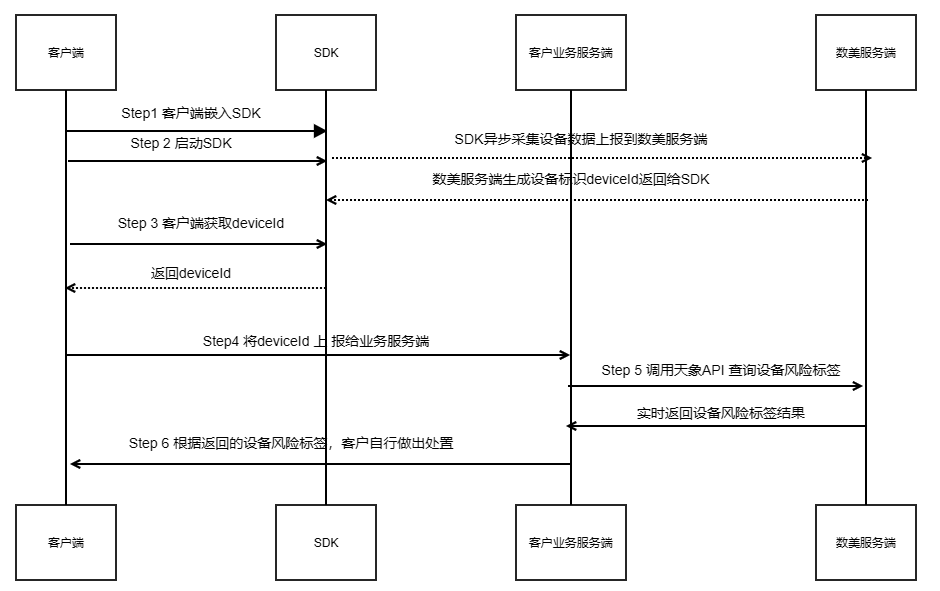 客户端
SDK
客户业务服务端
数美服务端
Step1 客户端嵌入SDK
Step 2 启动SDK
SDK异步采集设备数据上报到数美服务端
数美服务端生成设备标识deviceId返回给SDK
Step 3 客户端获取deviceId
返回deviceId
Step4 将deviceId 上 报给业务服务端
Step 5 调用天象API 查询设备风险标签
实时返回设备风险标签结果
Step 6 根据返回的设备风险标签，客户自行做出处置
客户端
SDK
客户业务服务端
数美服务端